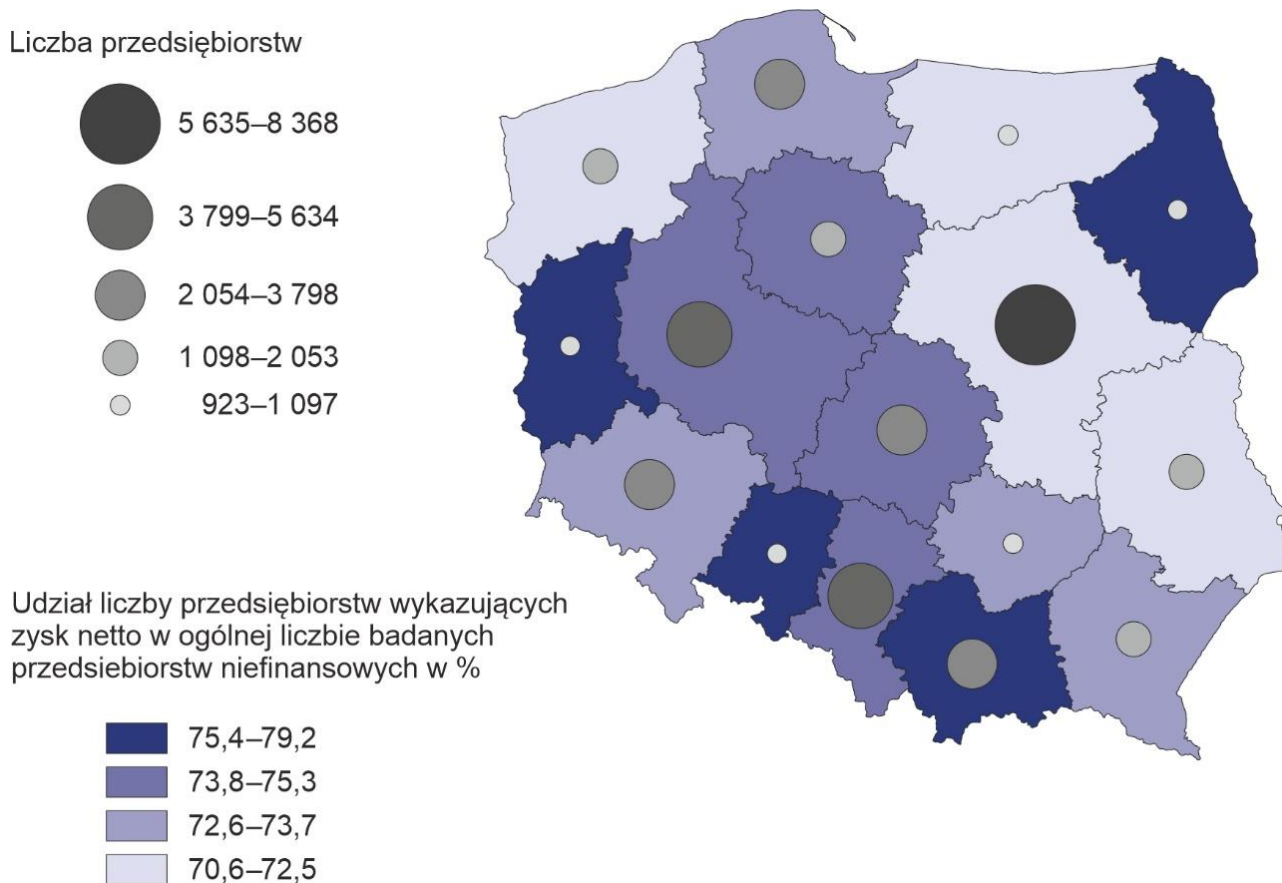 Liczba przedsiębiorstw
5 635–8 368
3 799–5 634
2 054–3 798
1 098–2 053
923–1 097
Udział liczby przedsiębiorstw wykazujących
zysk netto w ogólnej liczbie badanych
przedsiebiorstw niefinansowych w %
75,4–79,2
73,8–75,3
72,6–73,7
70,6–72,5